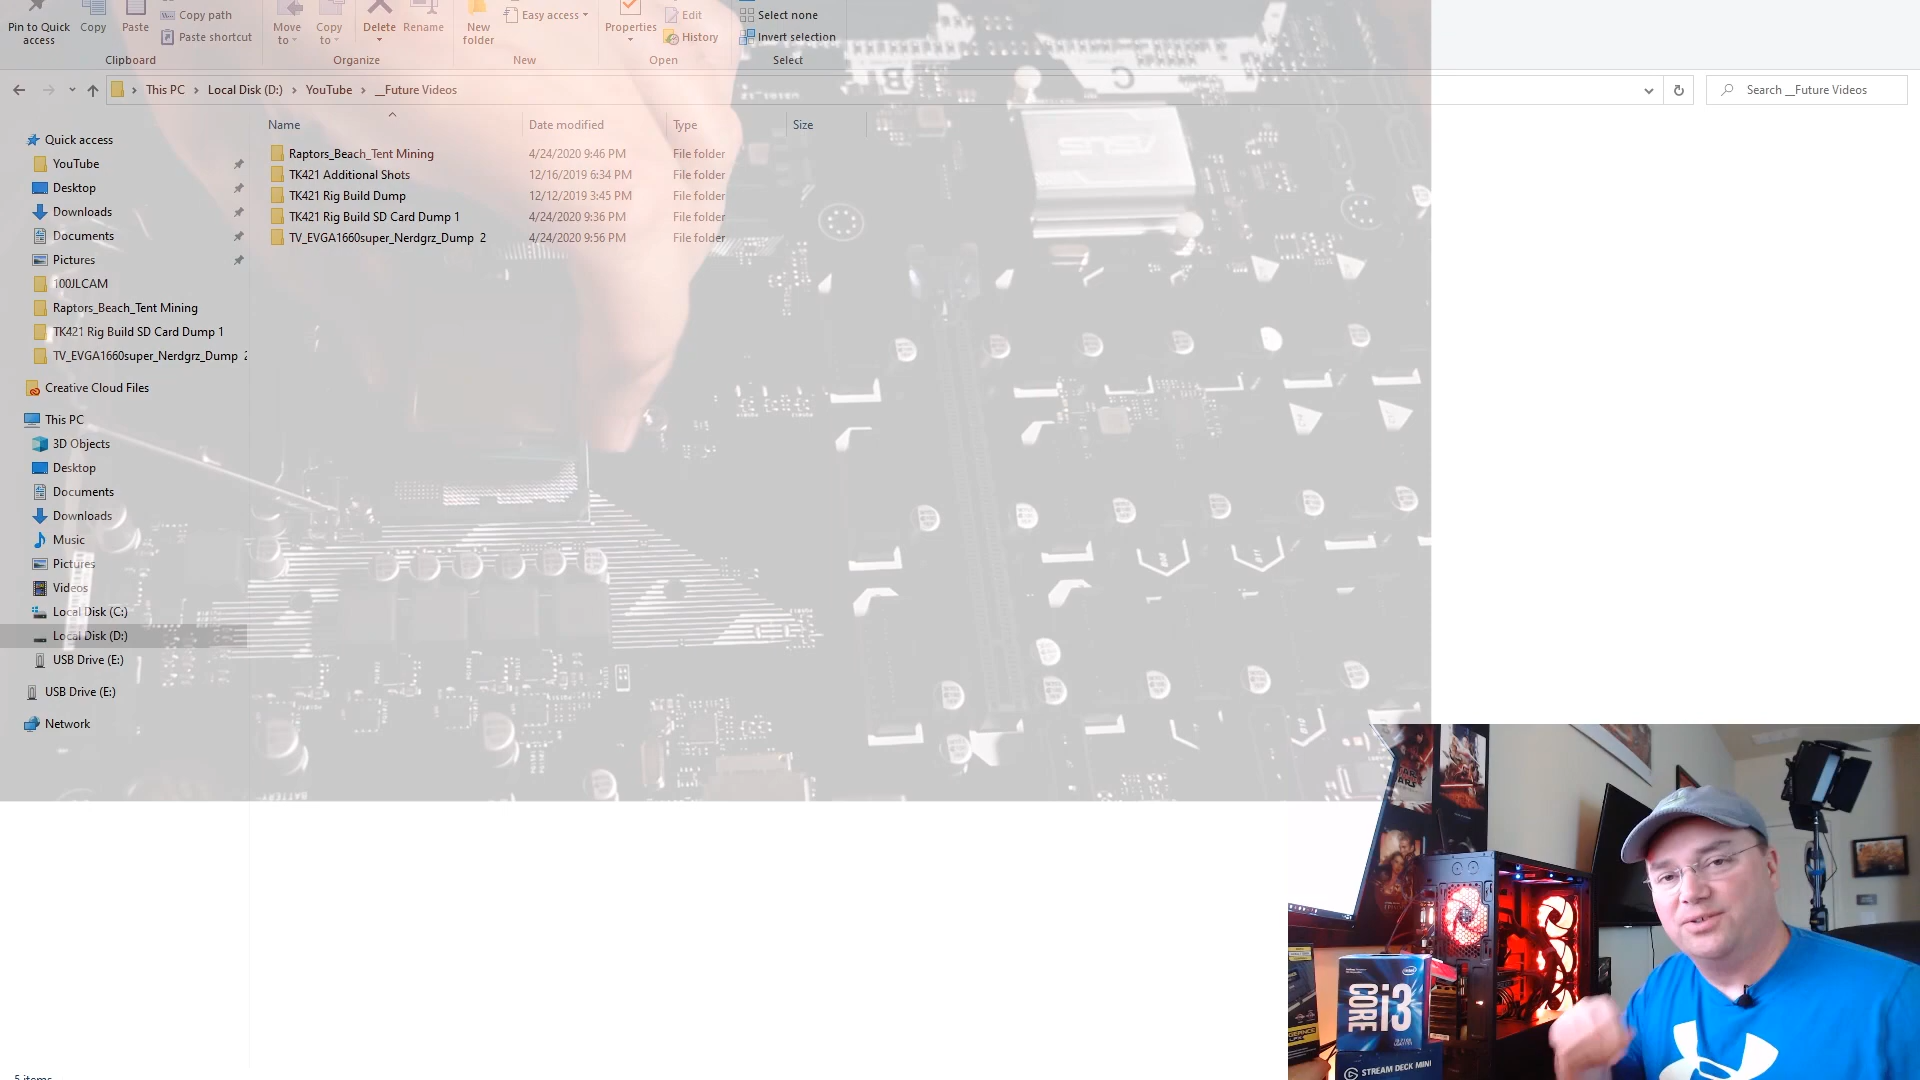 Pin to Quick access
Copy
Paste
Copy path
Paste shortcut
Move to
Copy to
Delete
Rename
New folder
Easy access
Properties
Edit
History
Select none
Invert selection
Clipboard
Organize
New
Open
Select
This PC > Local Disk (D:) > YouTube > __Future Videos
Search __Future Videos
Name
Date modified
Type
Size
Raptors_Beach_Tent Mining 4/24/2020 9:46 PM File folder
TK421 Additional Shots 12/16/2019 6:34 PM File folder
TK421 Rig Build Dump 12/12/2019 3:45 PM File folder
TK421 Rig Build SD Card Dump 1 4/24/2020 9:36 PM File folder
TV_EVGA1660super_Nerdgrz_Dump 2 4/24/2020 9:56 PM File folder
Quick access
YouTube
Desktop
Downloads
Documents
Pictures
100JLCAM
Raptors_Beach_Tent Mining
TK421 Rig Build SD Card Dump 1
TV_EVGA1660super_Nerdgrz_Dump 2
Creative Cloud Files
This PC
3D Objects
Desktop
Documents
Downloads
Music
Pictures
Videos
Local Disk (C:)
Local Disk (D:)
USB Drive (E:)
USB Drive (E:)
Network
5 items
ASUS
C
intel
CORE i3
STREAM DECK MINI